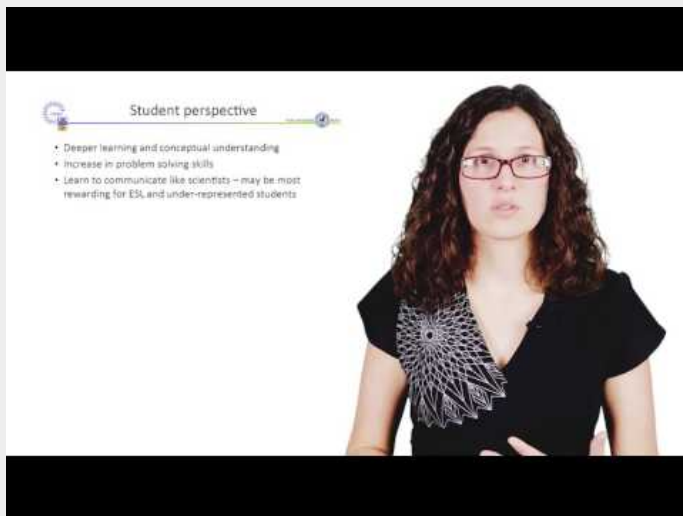 Student perspective
• Deeper learning and conceptual understanding
• Increase in problem solving skills
• Learn to communicate like scientists – may be most
rewarding for ESL and under-represented students